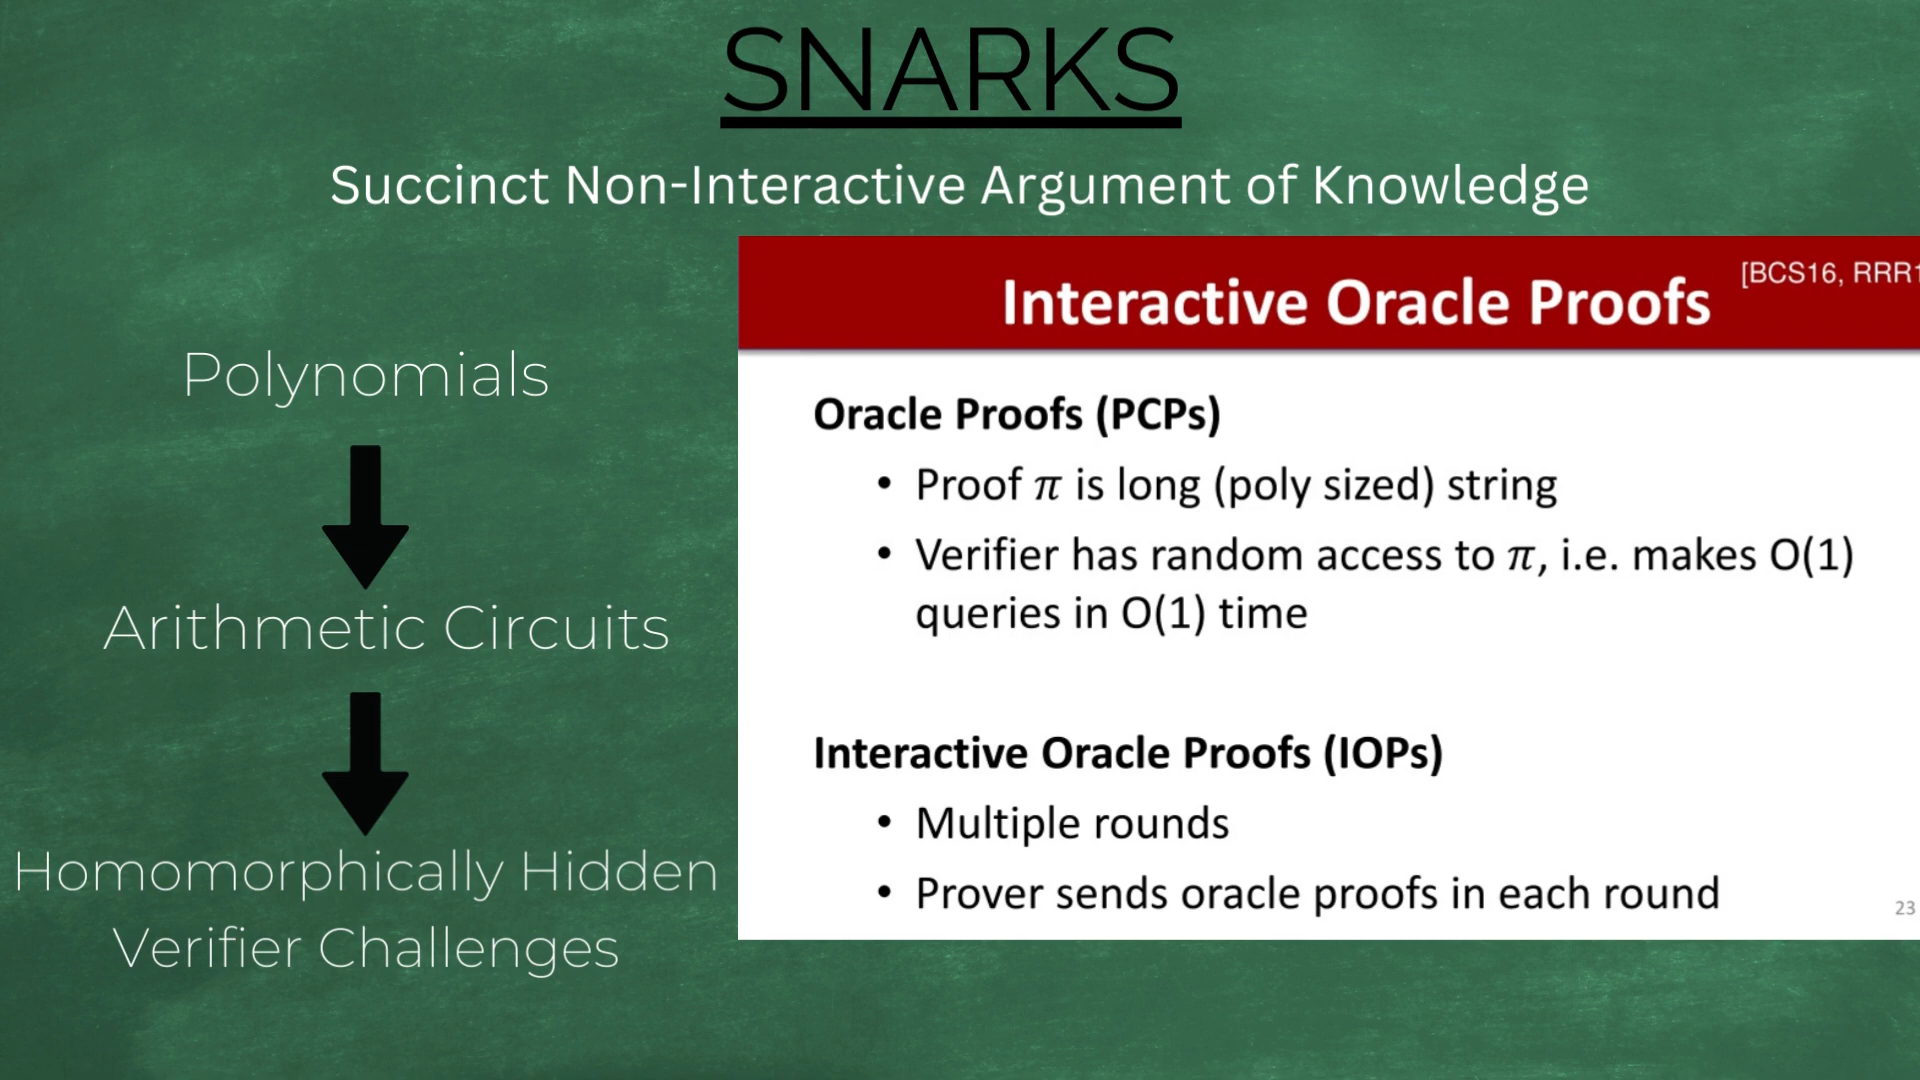 SNARKS
Succinct Non-Interactive Argument of Knowledge
Polynomials
Arithmetic Circuits
Homomorphically Hidden
Verifier Challenges
Interactive Oracle Proofs
[BCS16, RRR1
Oracle Proofs (PCPs)
• Proof π is long (poly sized) string
• Verifier has random access to π, i.e. makes O(1)
queries in O(1) time
Interactive Oracle Proofs (IOPs)
• Multiple rounds
• Prover sends oracle proofs in each round
23